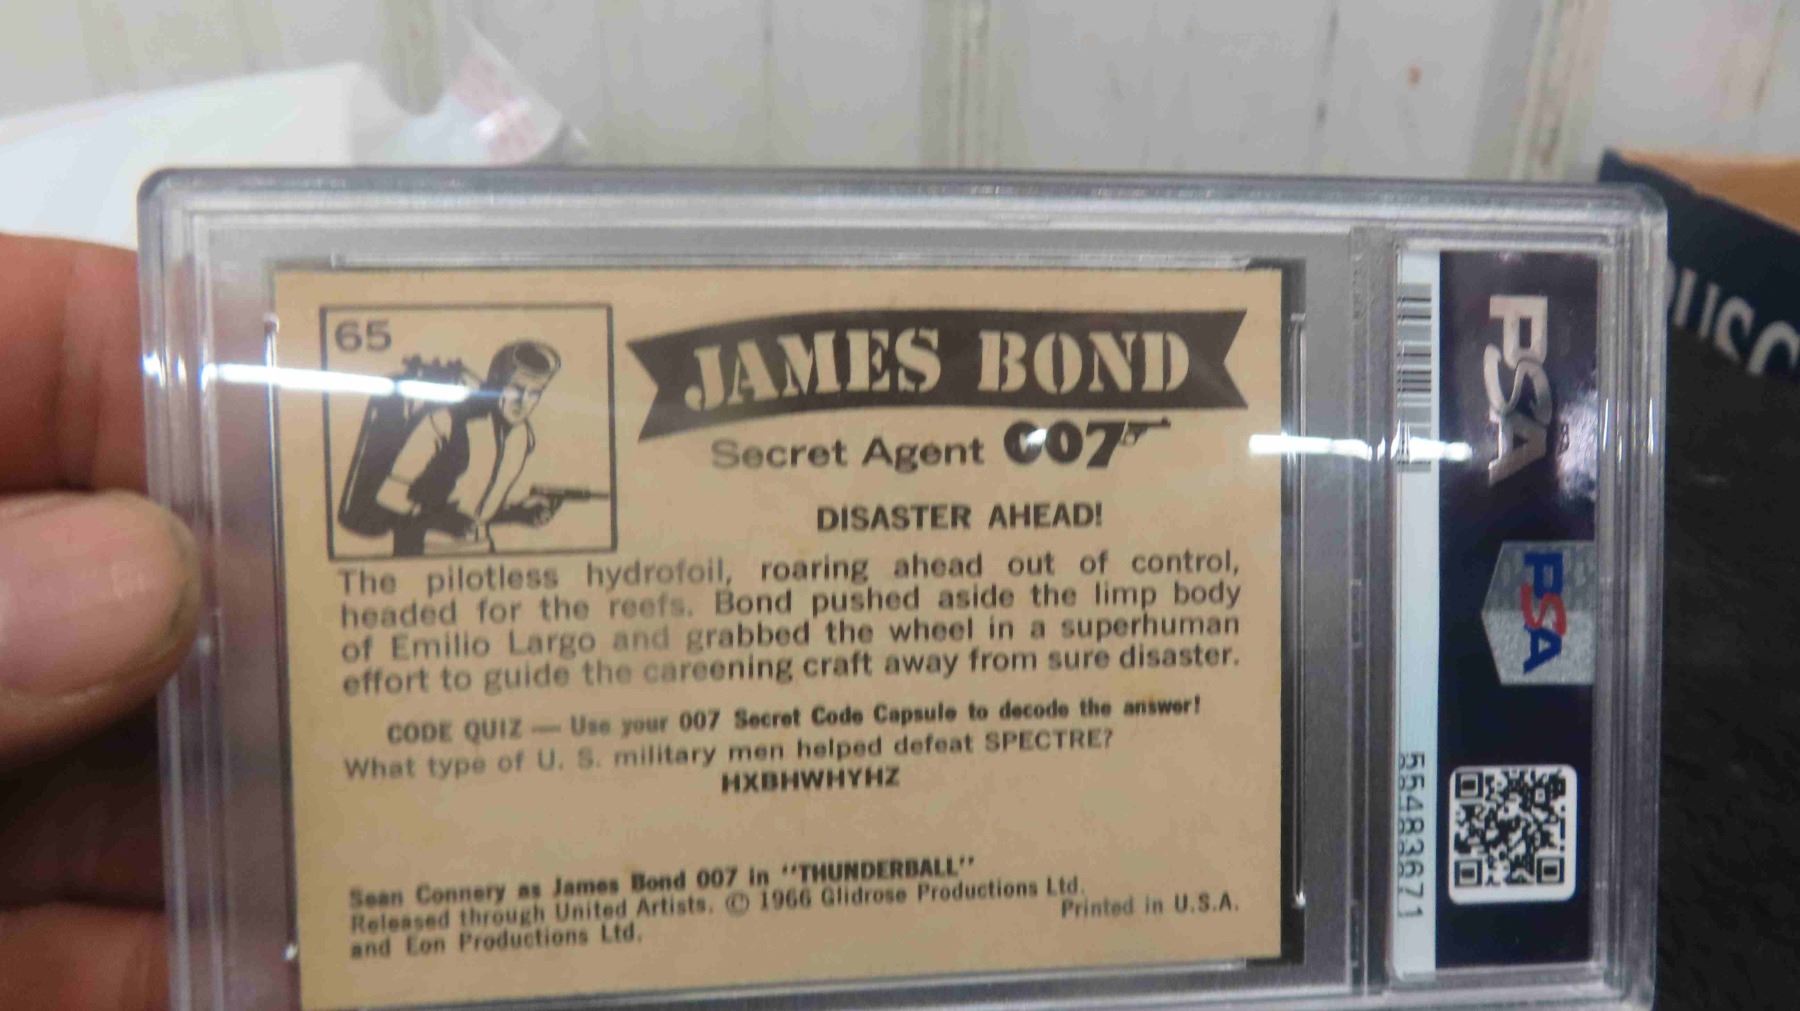 65
JAMES BOND
Secret Agent 007
DISASTER AHEAD!
The pilotless hydrofoil, roaring ahead out of control,
headed for the reefs. Bond pushed aside the limp body
of Emilio Largo and grabbed the wheel in a superhuman
effort to guide the careening craft away from sure disaster.
CODE QUIZ — Use your 007 Secret Code Capsule to decode the answer!
What type of U. S. military men helped defeat SPECTRE?
HXBHWHYHZ
Sean Connery as James Bond 007 in "THUNDERBALL"
Released through United Artists. © 1966 Glidrose Productions Ltd.
and Eon Productions Ltd.
Printed in U.S.A.
PSA
PSA
55483671